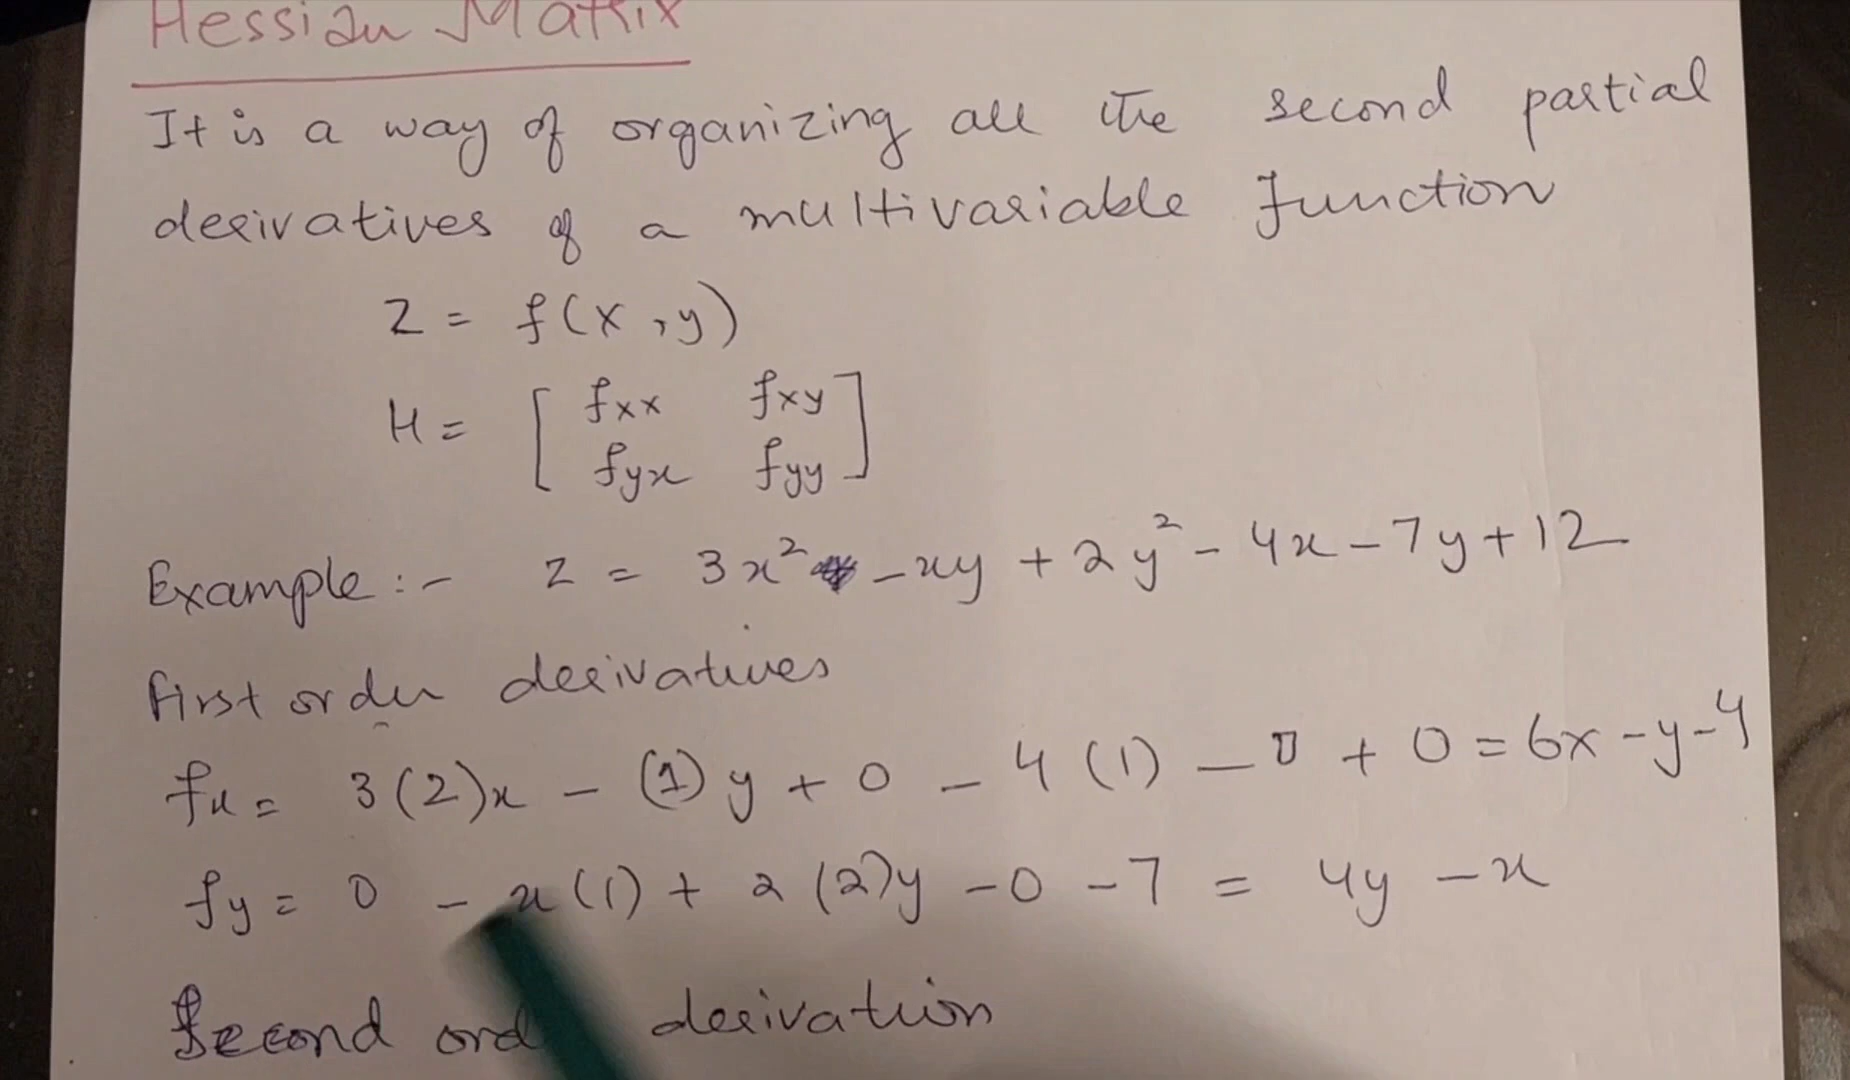 Hessian Matrix
It is a way of organizing all the second partial
derivatives of a multivariable function
Z = f(x,y)
H = [ fxx fxy
fyx fyy ]
Example :- z = 3x² - xy + 2y² - 4x - 7y + 12
First order derivatives
fx = 3(2)x - (1)y + 0 - 4(1) - 0 + 0 = 6x - y - 4
fy = 0 - x(1) + 2(2)y - 0 - 7 = 4y - x
Second ord derivation